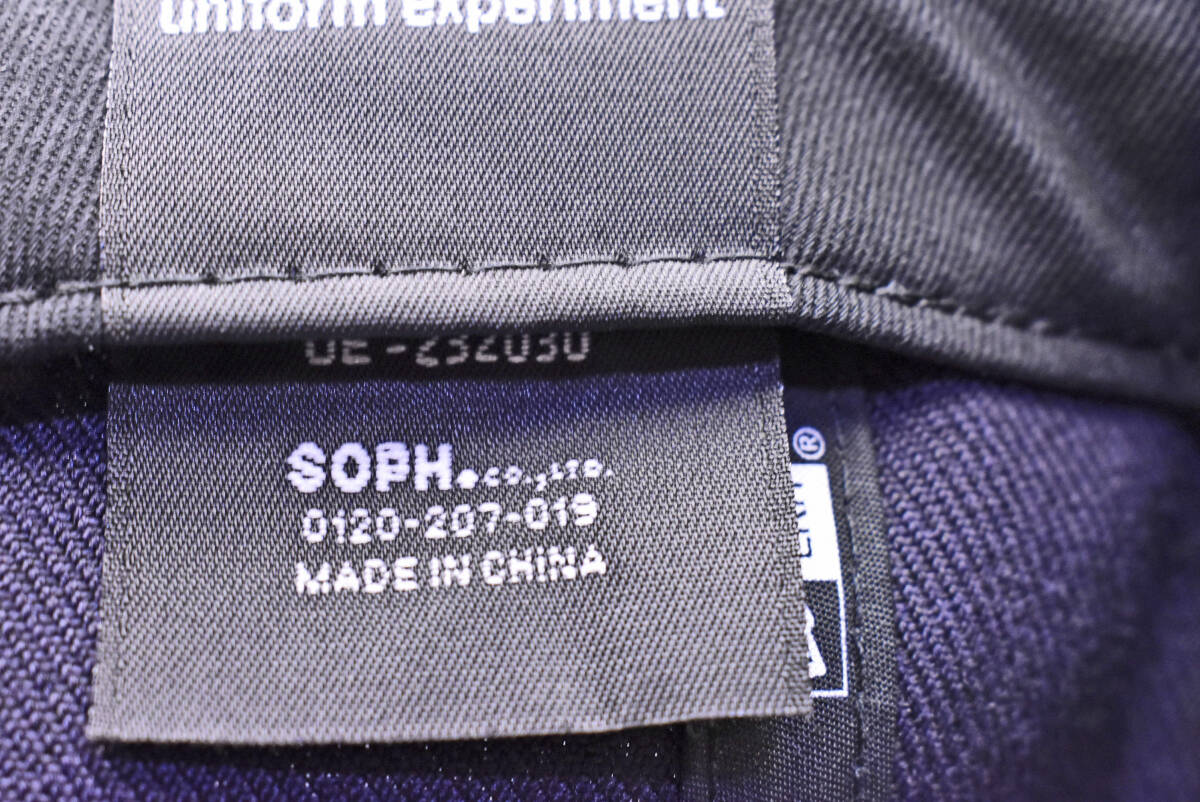 uniform experiment
UE-232030
SOPH.CO.,LTD.
0120-207-019
MADE IN CHINA
®